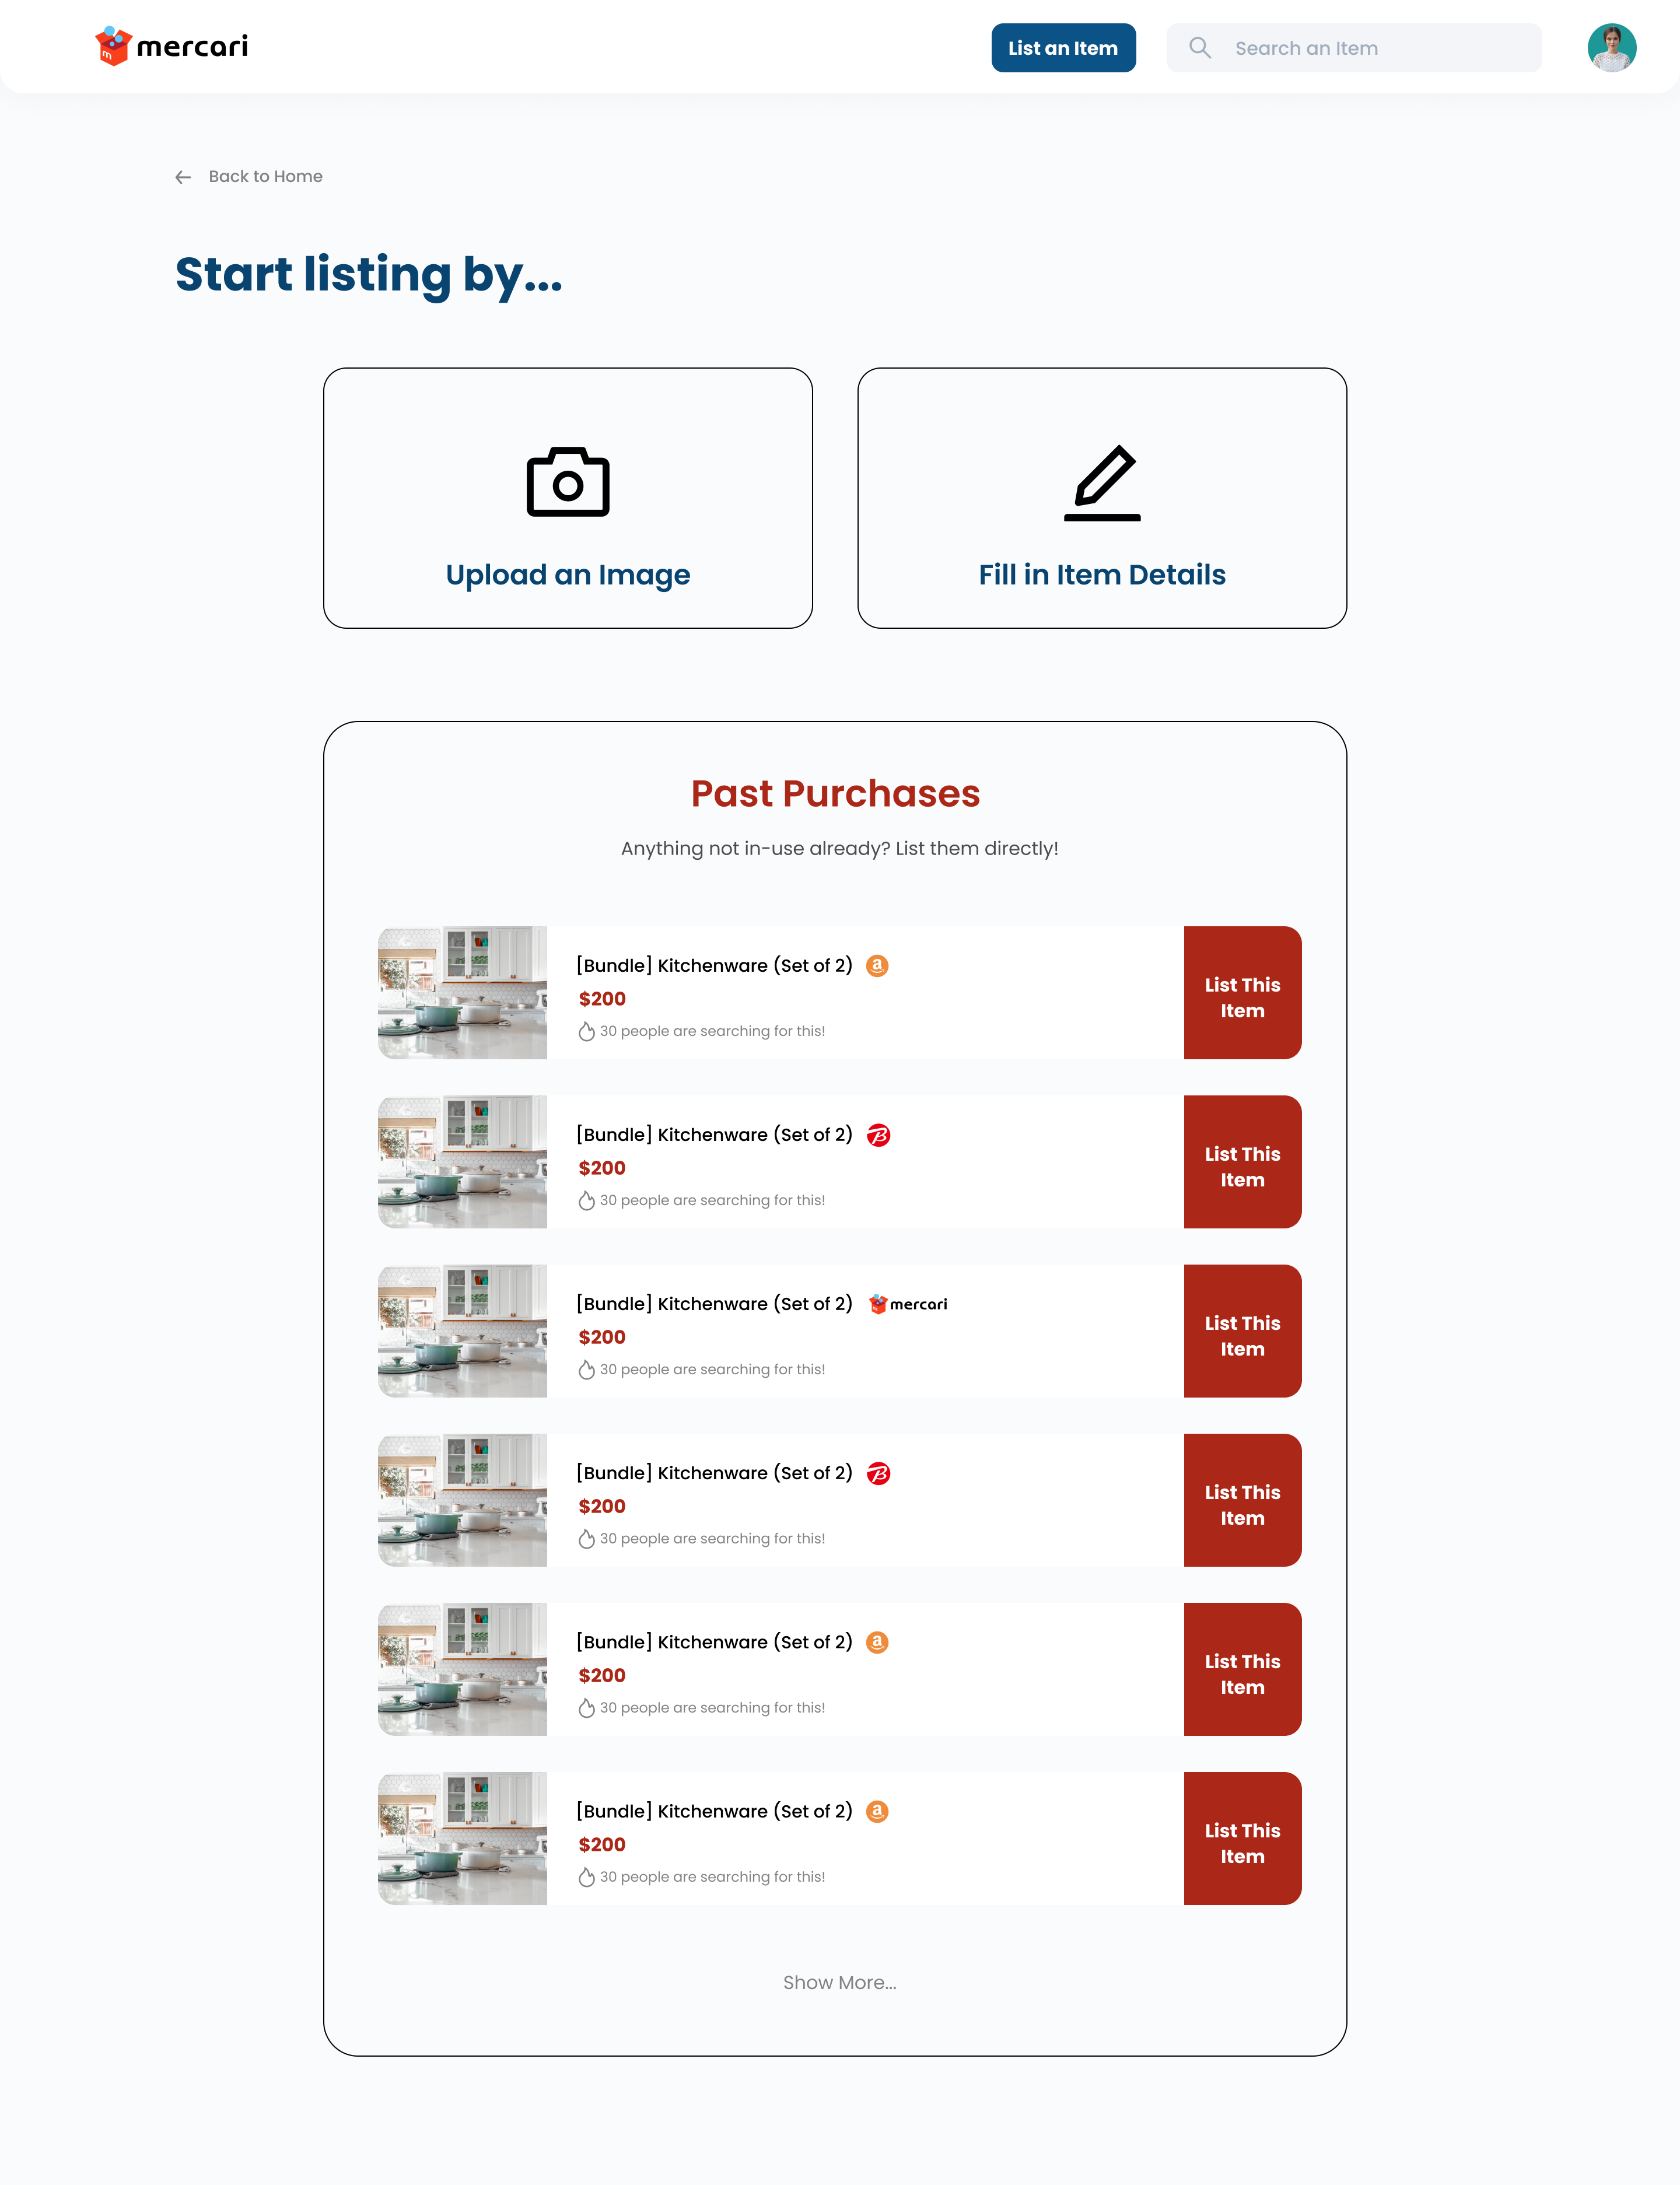 mercari
List an Item
Search an Item
Back to Home
Start listing by...
Upload an Image
Fill in Item Details
Past Purchases
Anything not in-use already? List them directly!
[Bundle] Kitchenware (Set of 2)
$200
30 people are searching for this!
List This
Item
[Bundle] Kitchenware (Set of 2)
$200
30 people are searching for this!
List This
Item
[Bundle] Kitchenware (Set of 2) mercari
$200
30 people are searching for this!
List This
Item
[Bundle] Kitchenware (Set of 2)
$200
30 people are searching for this!
List This
Item
[Bundle] Kitchenware (Set of 2)
$200
30 people are searching for this!
List This
Item
[Bundle] Kitchenware (Set of 2)
$200
30 people are searching for this!
List This
Item
Show More...